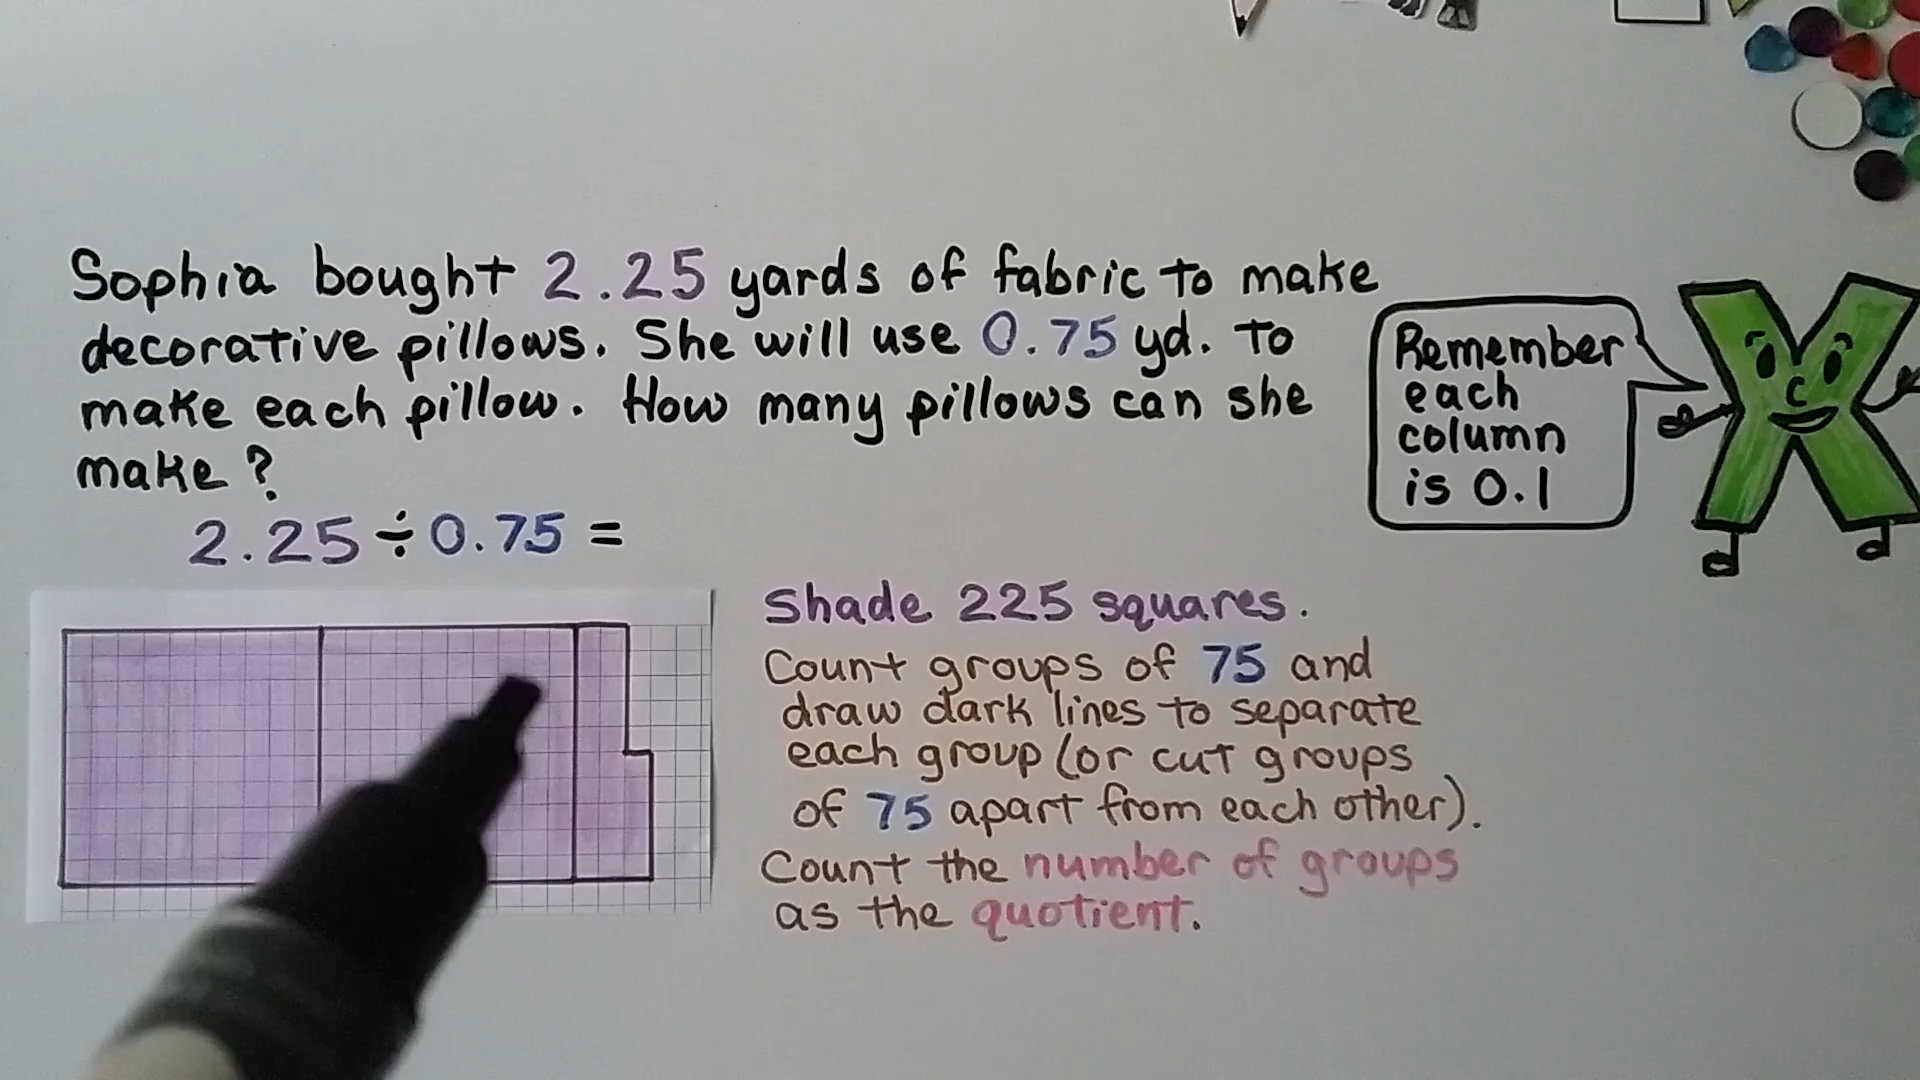 Sophia bought 2.25 yards of fabric to make
decorative pillows. She will use 0.75 yd. to
make each pillow. How many pillows can she
make?
2.25 ÷ 0.75 =
Remember
each
column
is 0.1
Shade 225 squares.
Count groups of 75 and
draw dark lines to separate
each group (or cut groups
of 75 apart from each other).
Count the number of groups
as the quotient.